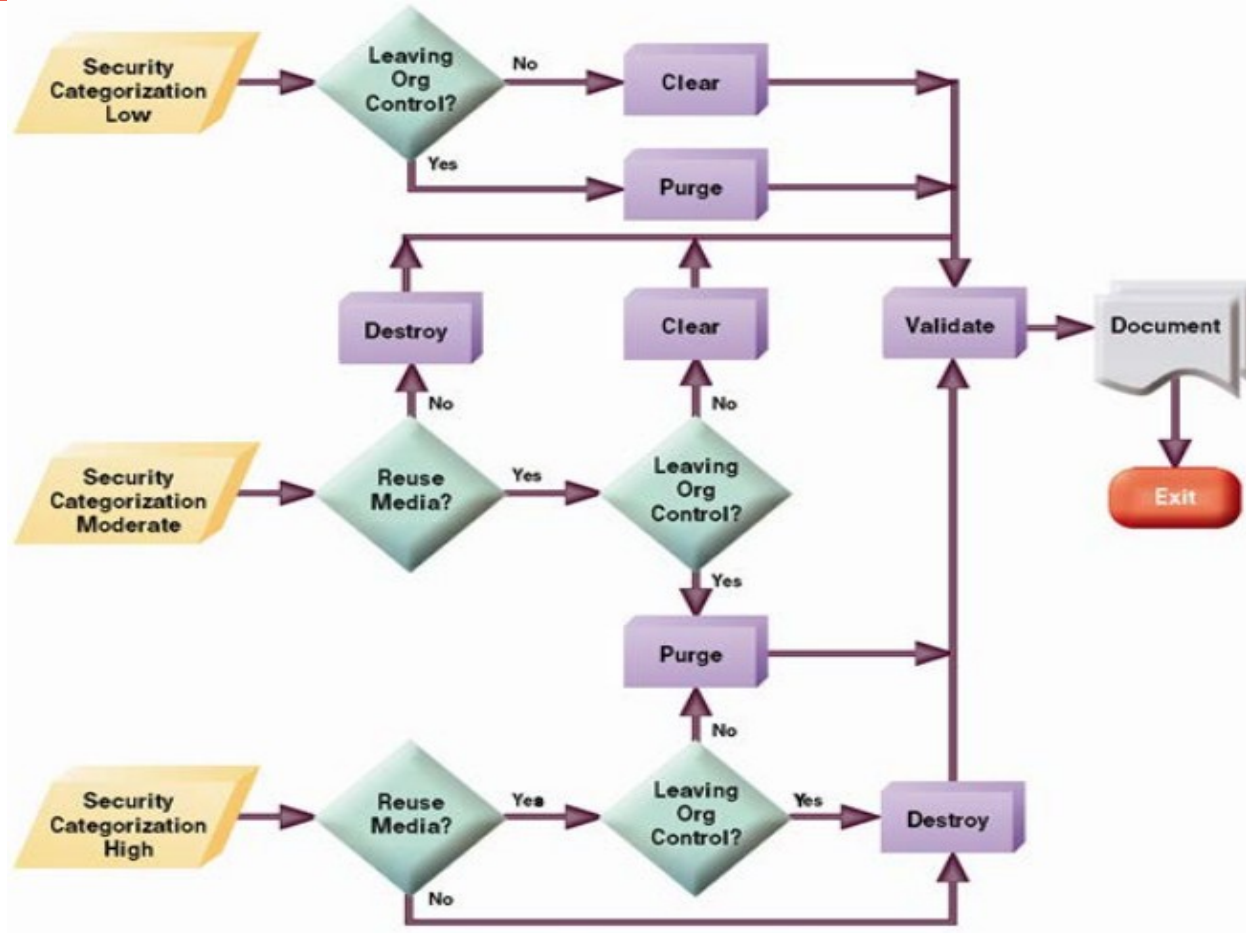 Security
Categorization
Low
Leaving
Org
Control?
No
Clear
Yes
Purge
Destroy
Clear
Validate
Document
No
No
Security
Categorization
Moderate
Reuse
Media?
Yes
Leaving
Org
Control?
Exit
Yes
Purge
No
Security
Categorization
High
Reuse
Media?
Yes
Leaving
Org
Control?
Yes
Destroy
No